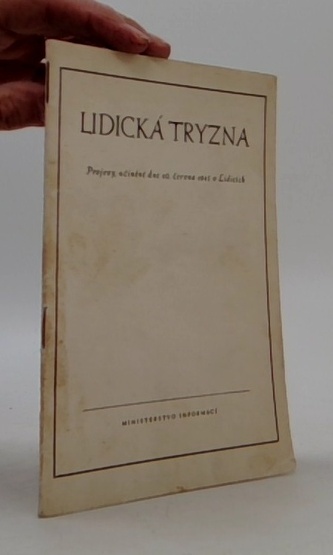 LIDICKÁ TRYZNA
Projevy, učiněné dne 10. června 1945 v Lidicích
MINISTERSTVO INFORMACÍ